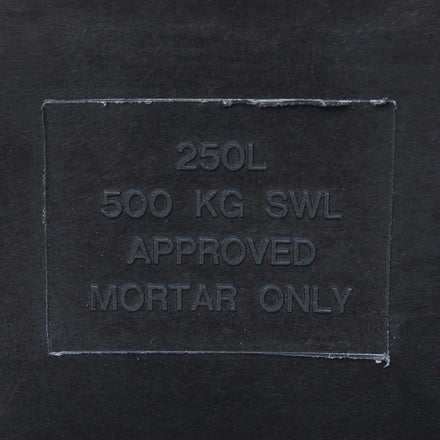 250L
500 KG SWL
APPROVED
MORTAR ONLY